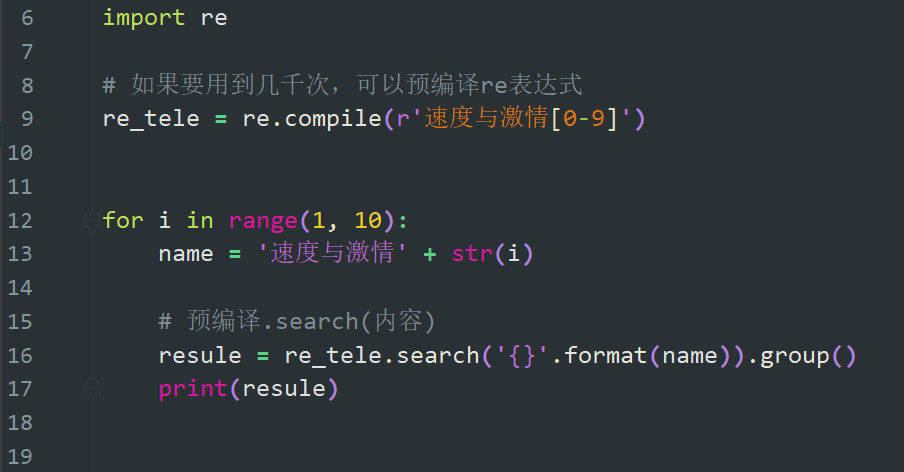 6 import re
7
8 # 如果要用到几千次，可以预编译re表达式
9 re_tele = re.compile(r'速度与激情[0-9]')
10
11
12 for i in range(1, 10):
13     name = '速度与激情' + str(i)
14
15     # 预编译.search(内容)
16     resule = re_tele.search('{}'.format(name)).group()
17     print(resule)
18
19